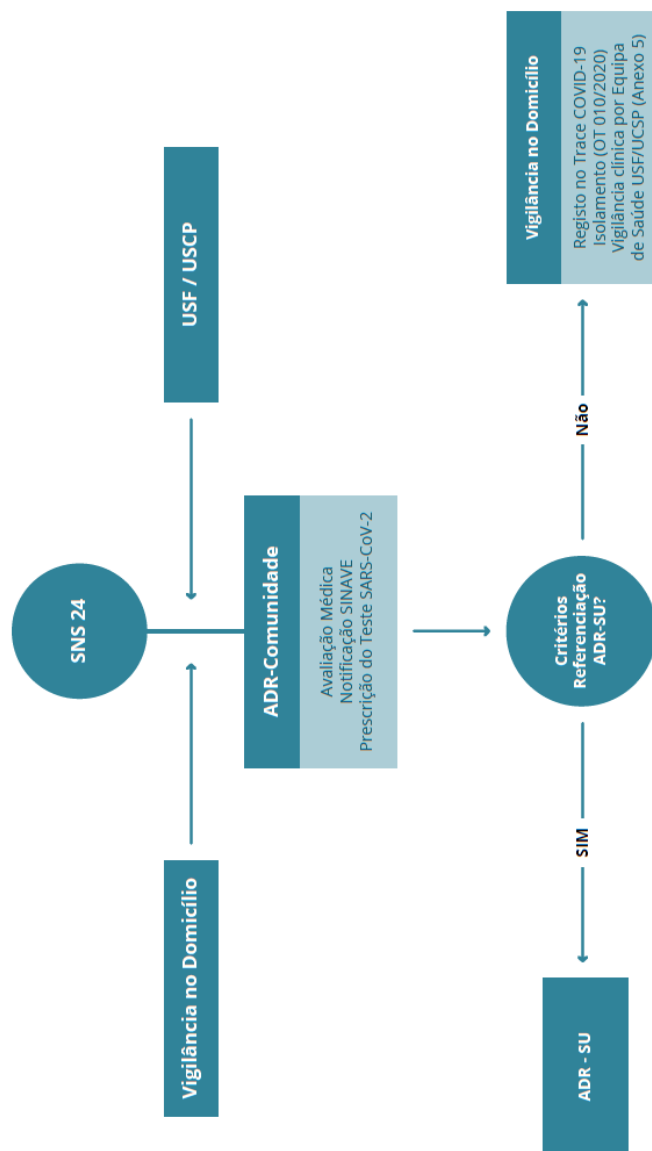 SNS 24
Vigilância no Domicílio
USF / USCP
ADR-Comunidade
Avaliação Médica
Notificação SINAVE
Prescrição do Teste SARS-CoV-2
Critérios
Referenciação
ADR-SU?
SIM
Não
ADR - SU
Vigilância no Domicílio
Registo no Trace COVID-19
Isolamento (OT 010/2020)
Vigilância clínica por Equipa
de Saúde USF/UCSP (Anexo 5)